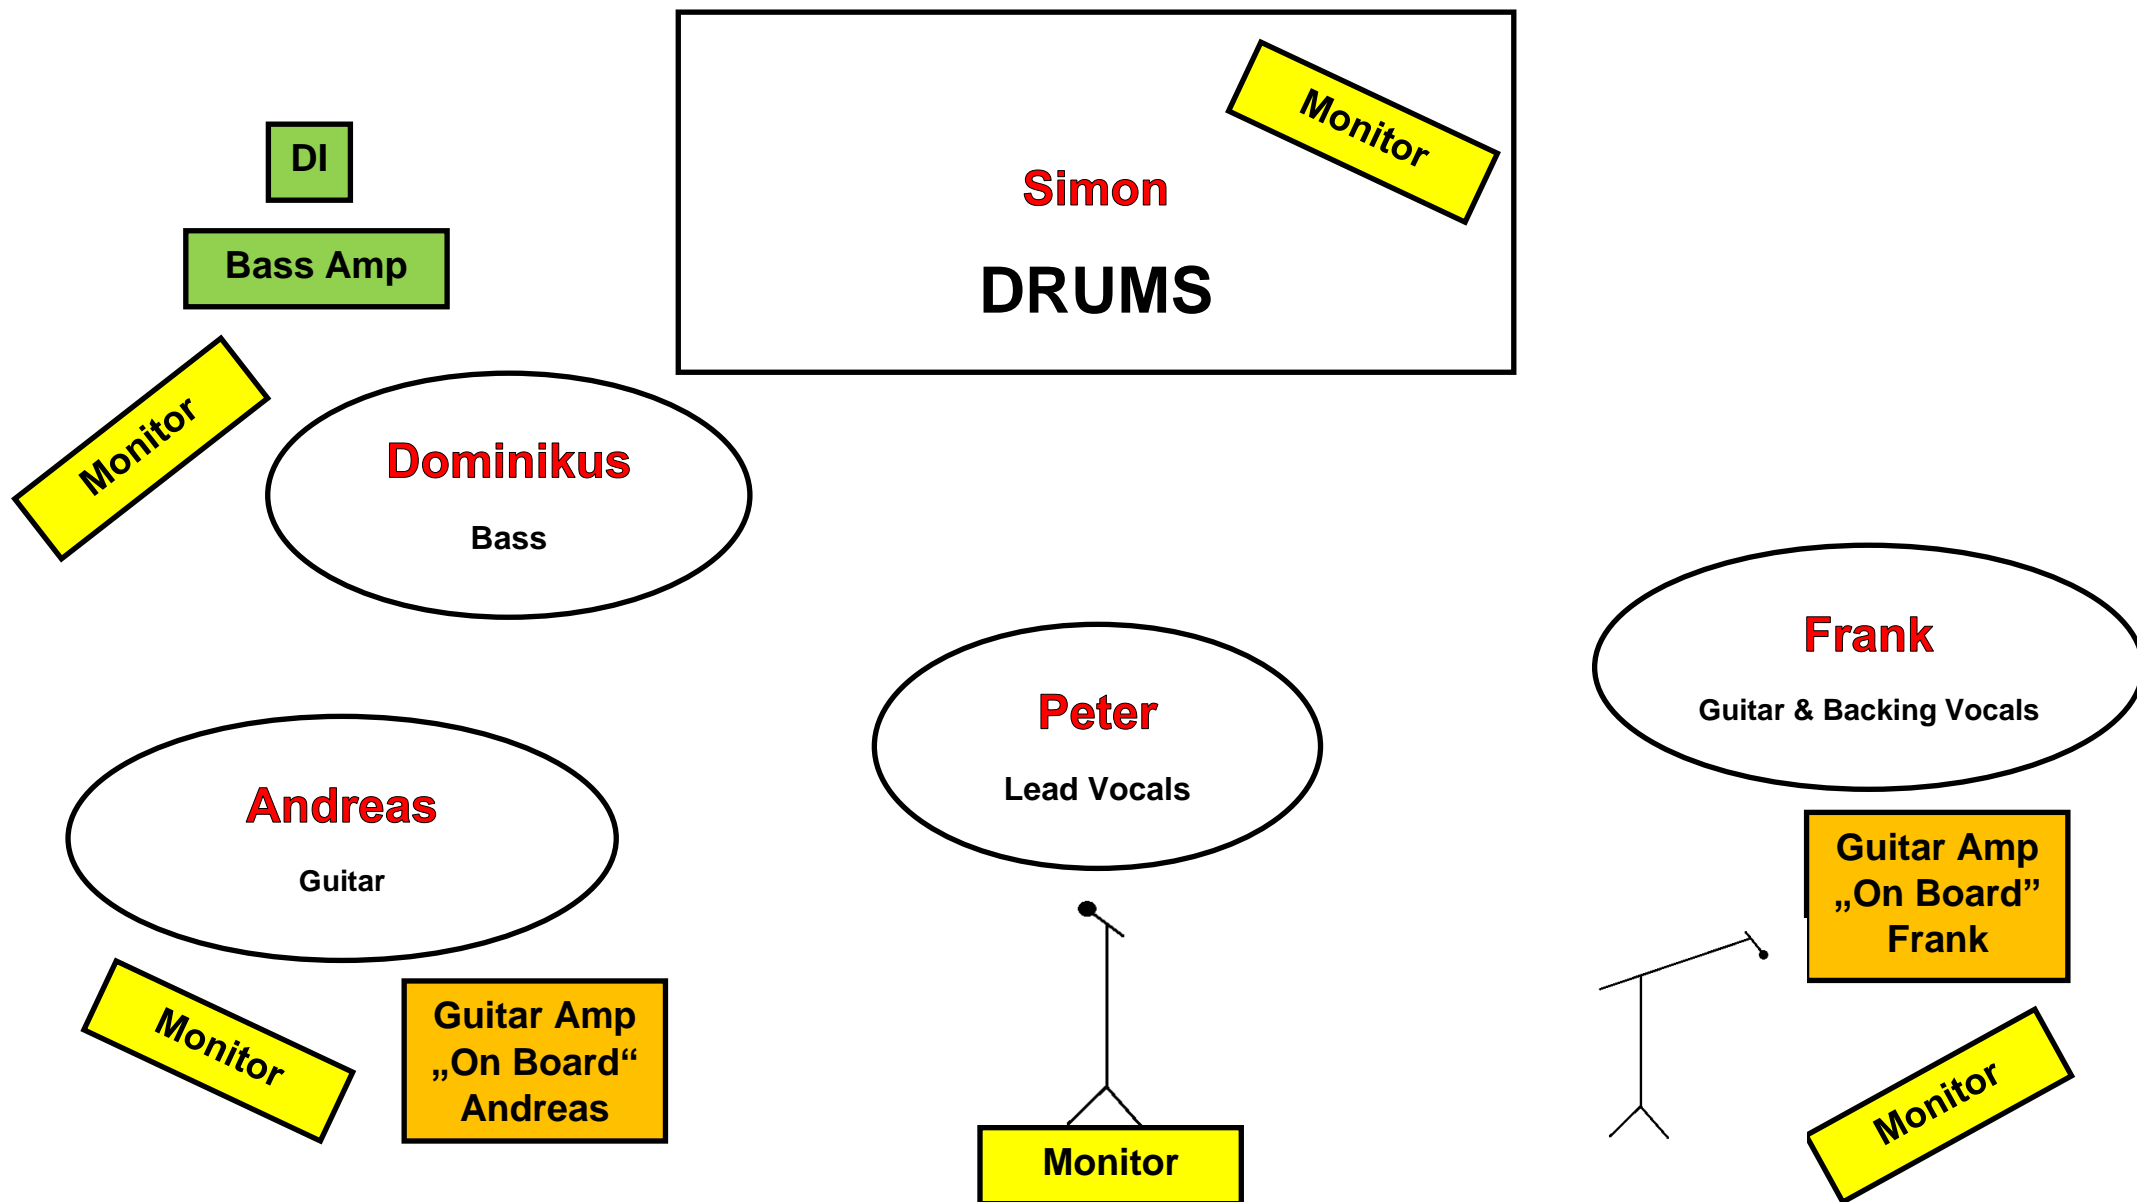 Monitor
DI
Simon
Bass Amp
DRUMS
Monitor
Dominikus
Bass
Frank
Guitar & Backing Vocals
Peter
Lead Vocals
Andreas
Guitar
Guitar Amp
„On Board”
Frank
Monitor
Guitar Amp
„On Board“
Andreas
Monitor
Monitor